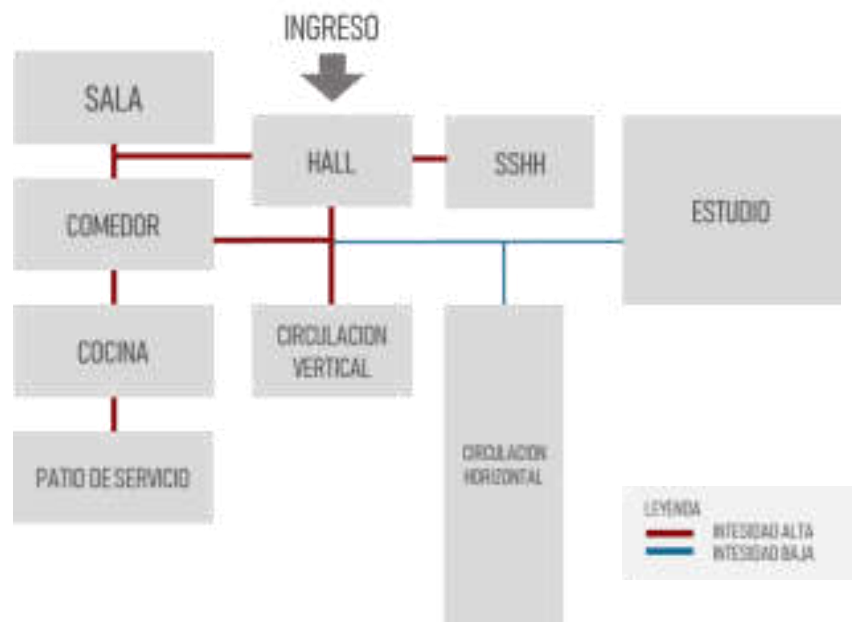 INGRESO
SALA
HALL
SSHH
ESTUDIO
COMEDOR
COCINA
CIRCULACION
VERTICAL
PATIO DE SERVICIO
CIRCULACION
HORIZONTAL
LEYENDA
INTESIDAD ALTA
INTESIDAD BAJA